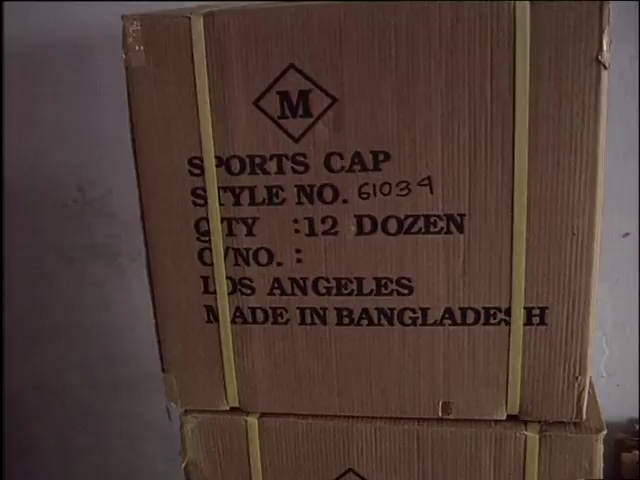 M
SPORTS CAP
STYLE NO. 61034
QTY :12 DOZEN
C/NO. :
LOS ANGELES
MADE IN BANGLADESH